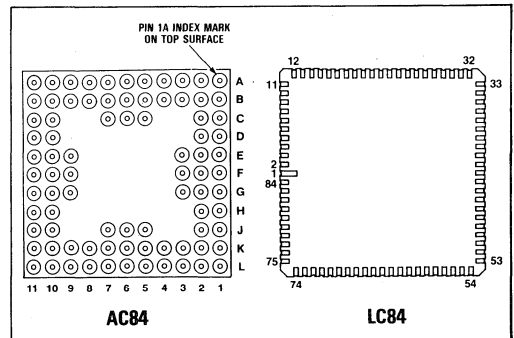 PIN 1A INDEX MARK
ON TOP SURFACE
A
B
C
D
E
F
G
H
J
K
L
11 10 9 8 7 6 5 4 3 2 1
AC84
12 32
11 33
2
1
84
75 53
74 54
LC84